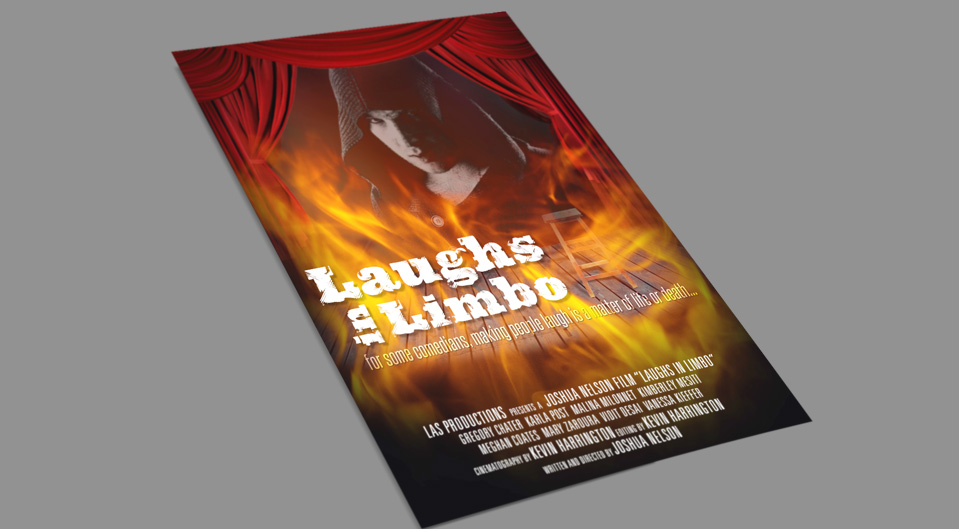 Laughs
in Limbo
for some comedians, making people laugh is a matter of life or death....
LAS PRODUCTIONS PRESENTS A JOSHUA NELSON FILM "LAUGHS IN LIMBO"
GREGORY CHATER KARLA POST MALINA MILONNET KIMBERLEY MESITI
MEGHAN COATES MARY ZAROURA VIDIT DESAI VANESSA KIEFFER
CINEMATOGRAPHY BY KEVIN HARRINGTON EDITING BY KEVIN HARRINGTON
WRITTEN AND DIRECTED BY JOSHUA NELSON